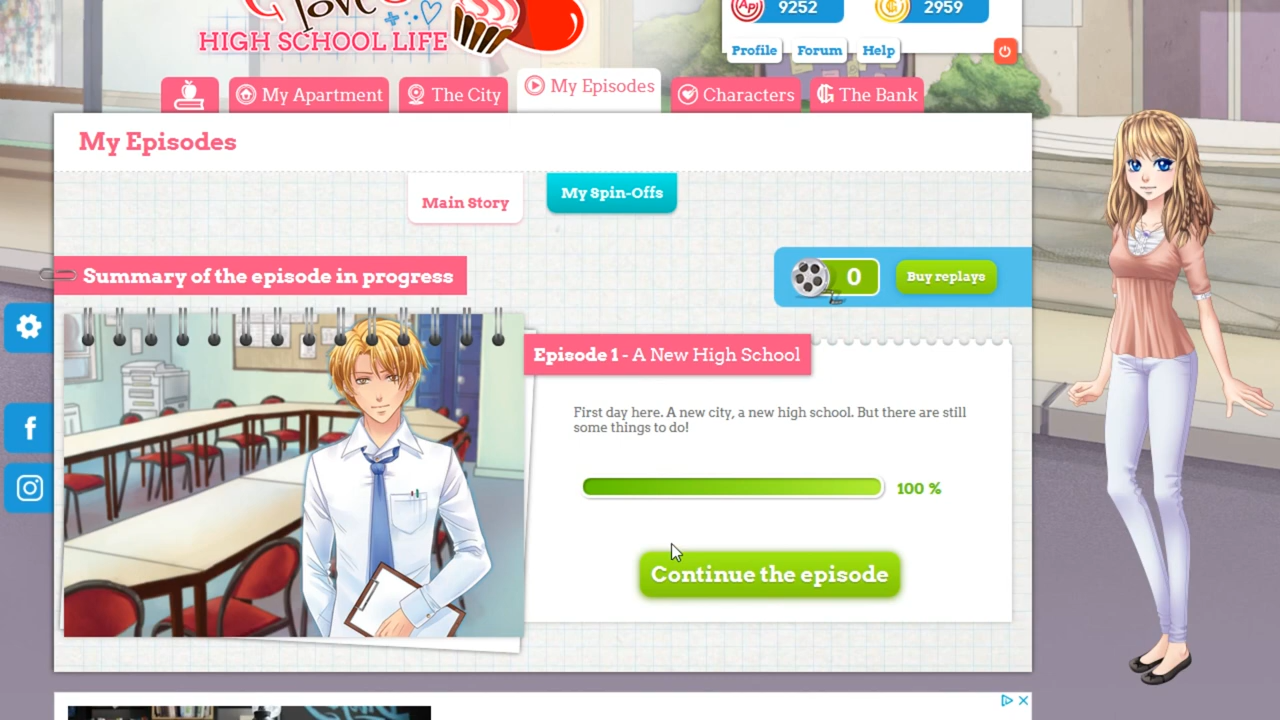 love
HIGH SCHOOL LIFE
AP 9252
2959
Profile
Forum
Help
My Apartment
The City
My Episodes
Characters
The Bank
My Episodes
Main Story
My Spin-Offs
Summary of the episode in progress
0
Buy replays
Episode 1 - A New High School
First day here. A new city, a new high school. But there are still
some things to do!
100 %
Continue the episode